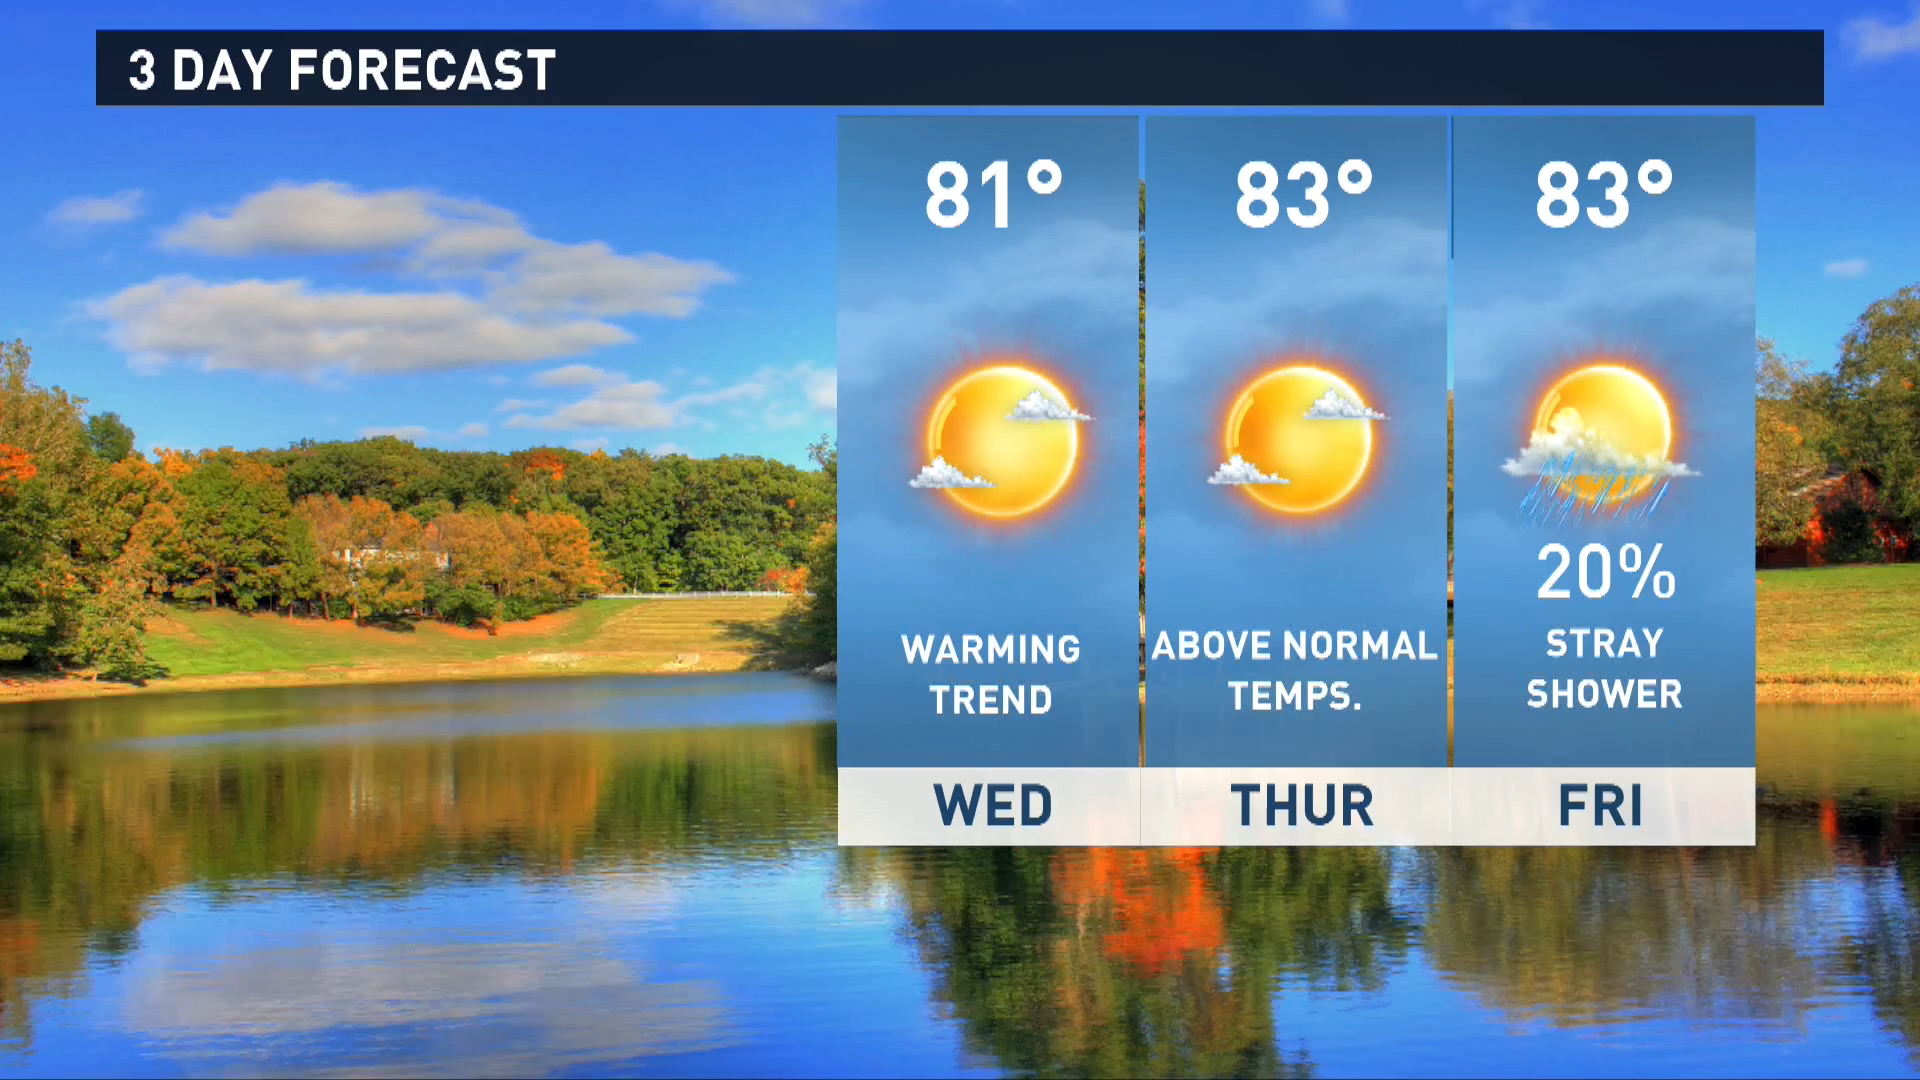 3 DAY FORECAST
81°
WARMING
TREND
WED
83°
ABOVE NORMAL
TEMPS.
THUR
83°
20%
STRAY
SHOWER
FRI